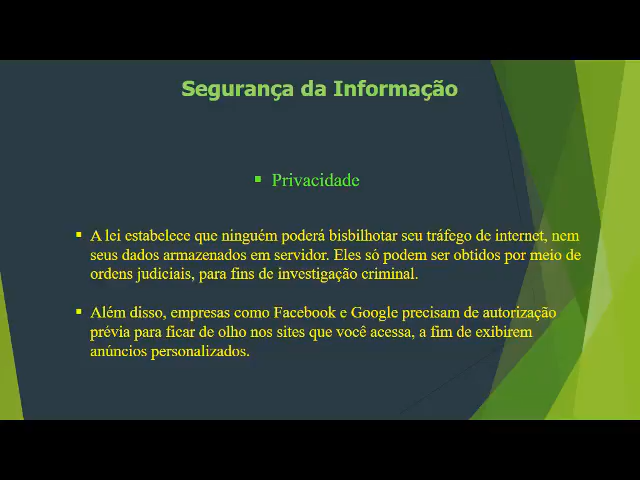 Segurança da Informação
▪ Privacidade
▪ A lei estabelece que ninguém poderá bisbilhotar seu tráfego de internet, nem
seus dados armazenados em servidor. Eles só podem ser obtidos por meio de
ordens judiciais, para fins de investigação criminal.
▪ Além disso, empresas como Facebook e Google precisam de autorização
prévia para ficar de olho nos sites que você acessa, a fim de exibirem
anúncios personalizados.